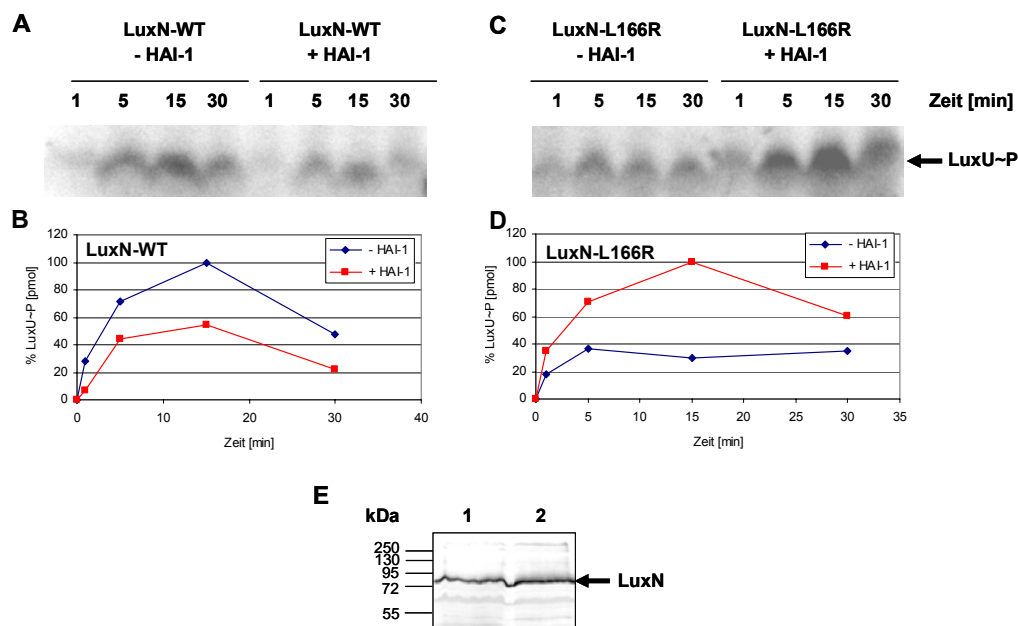 A
LuxN-WT
- HAI-1
LuxN-WT
+ HAI-1
1 5 15 30 1 5 15 30
C
LuxN-L166R
- HAI-1
LuxN-L166R
+ HAI-1
1 5 15 30 1 5 15 30
Zeit [min]
LuxU~P
B
LuxN-WT
- HAI-1
+ HAI-1
% LuxU~P [pmol]
120
100
80
60
40
20
0
0 10 20 30 40
Zeit [min]
D
LuxN-L166R
- HAI-1
+ HAI-1
% LuxU~P [pmol]
120
100
80
60
40
20
0
0 5 10 15 20 25 30 35
Zeit [min]
E
kDa
1 2
250
130
95
72
55
LuxN